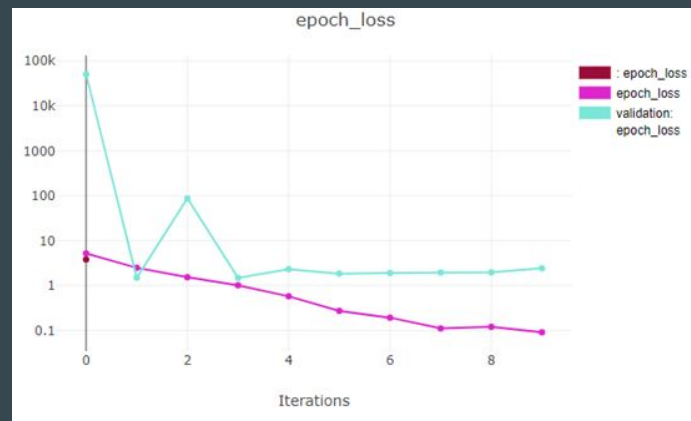 epoch_loss
100k
10k
1000
100
10
1
0.1
0 2 4 6 8
Iterations
: epoch_loss
epoch_loss
validation:
epoch_loss